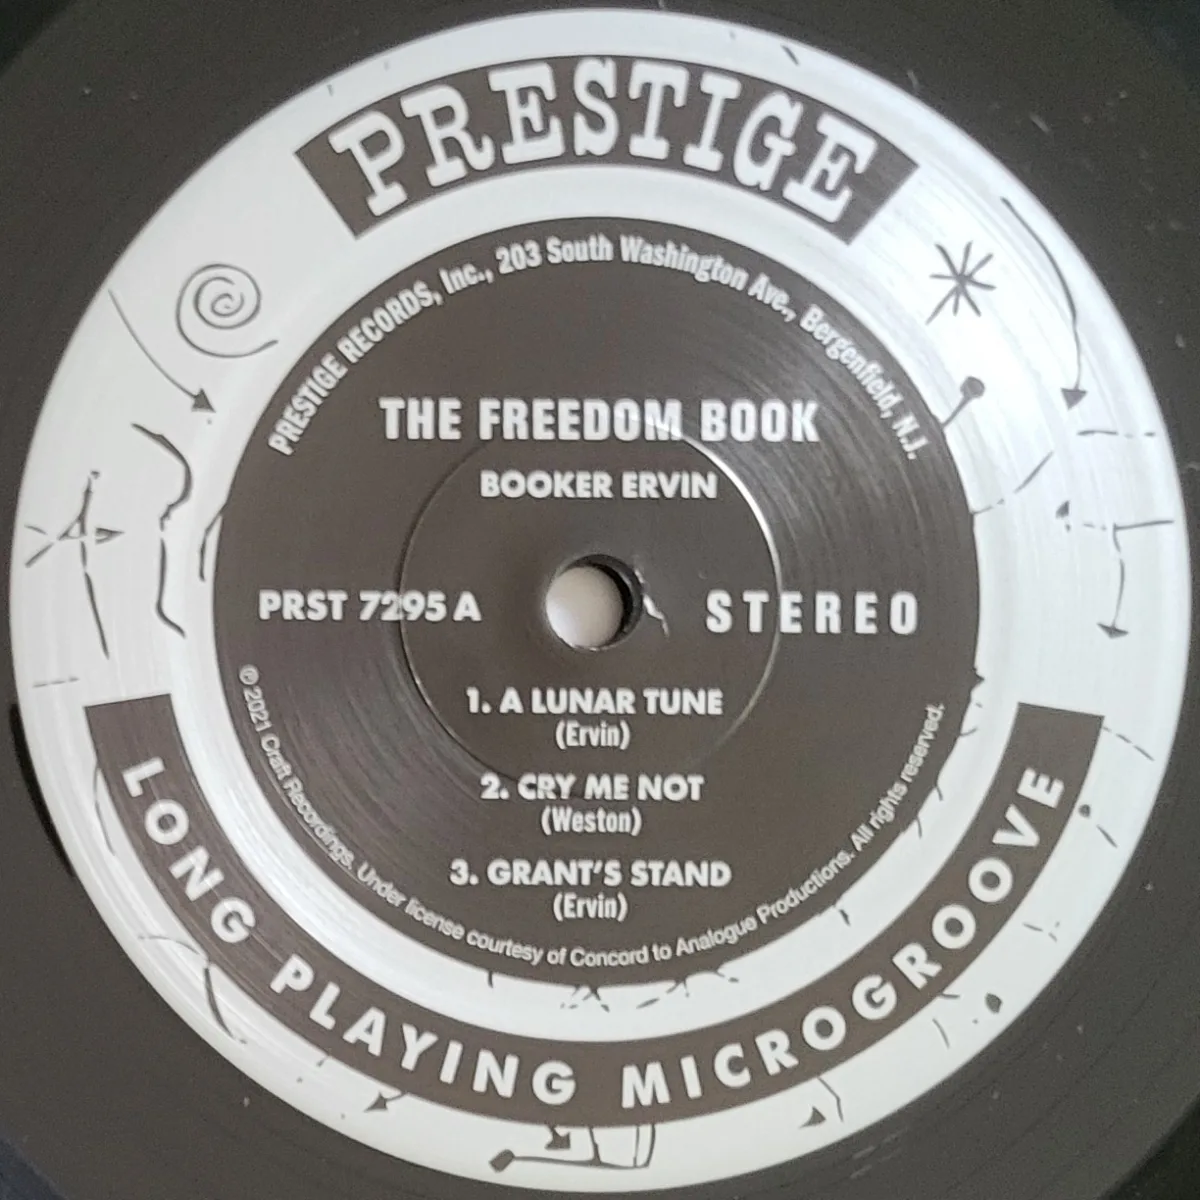 PRESTIGE
PRESTIGE RECORDS, Inc., 203 South Washington Ave., Bergenfield, N.J.
THE FREEDOM BOOK
BOOKER ERVIN
PRST 7295 A
STEREO
1. A LUNAR TUNE
(Ervin)
2. CRY ME NOT
(Weston)
3. GRANT'S STAND
(Ervin)
℗ 2021 Craft Recordings. Under license courtesy of Concord to Analogue Productions. All rights reserved.
LONG PLAYING MICROGROOVE